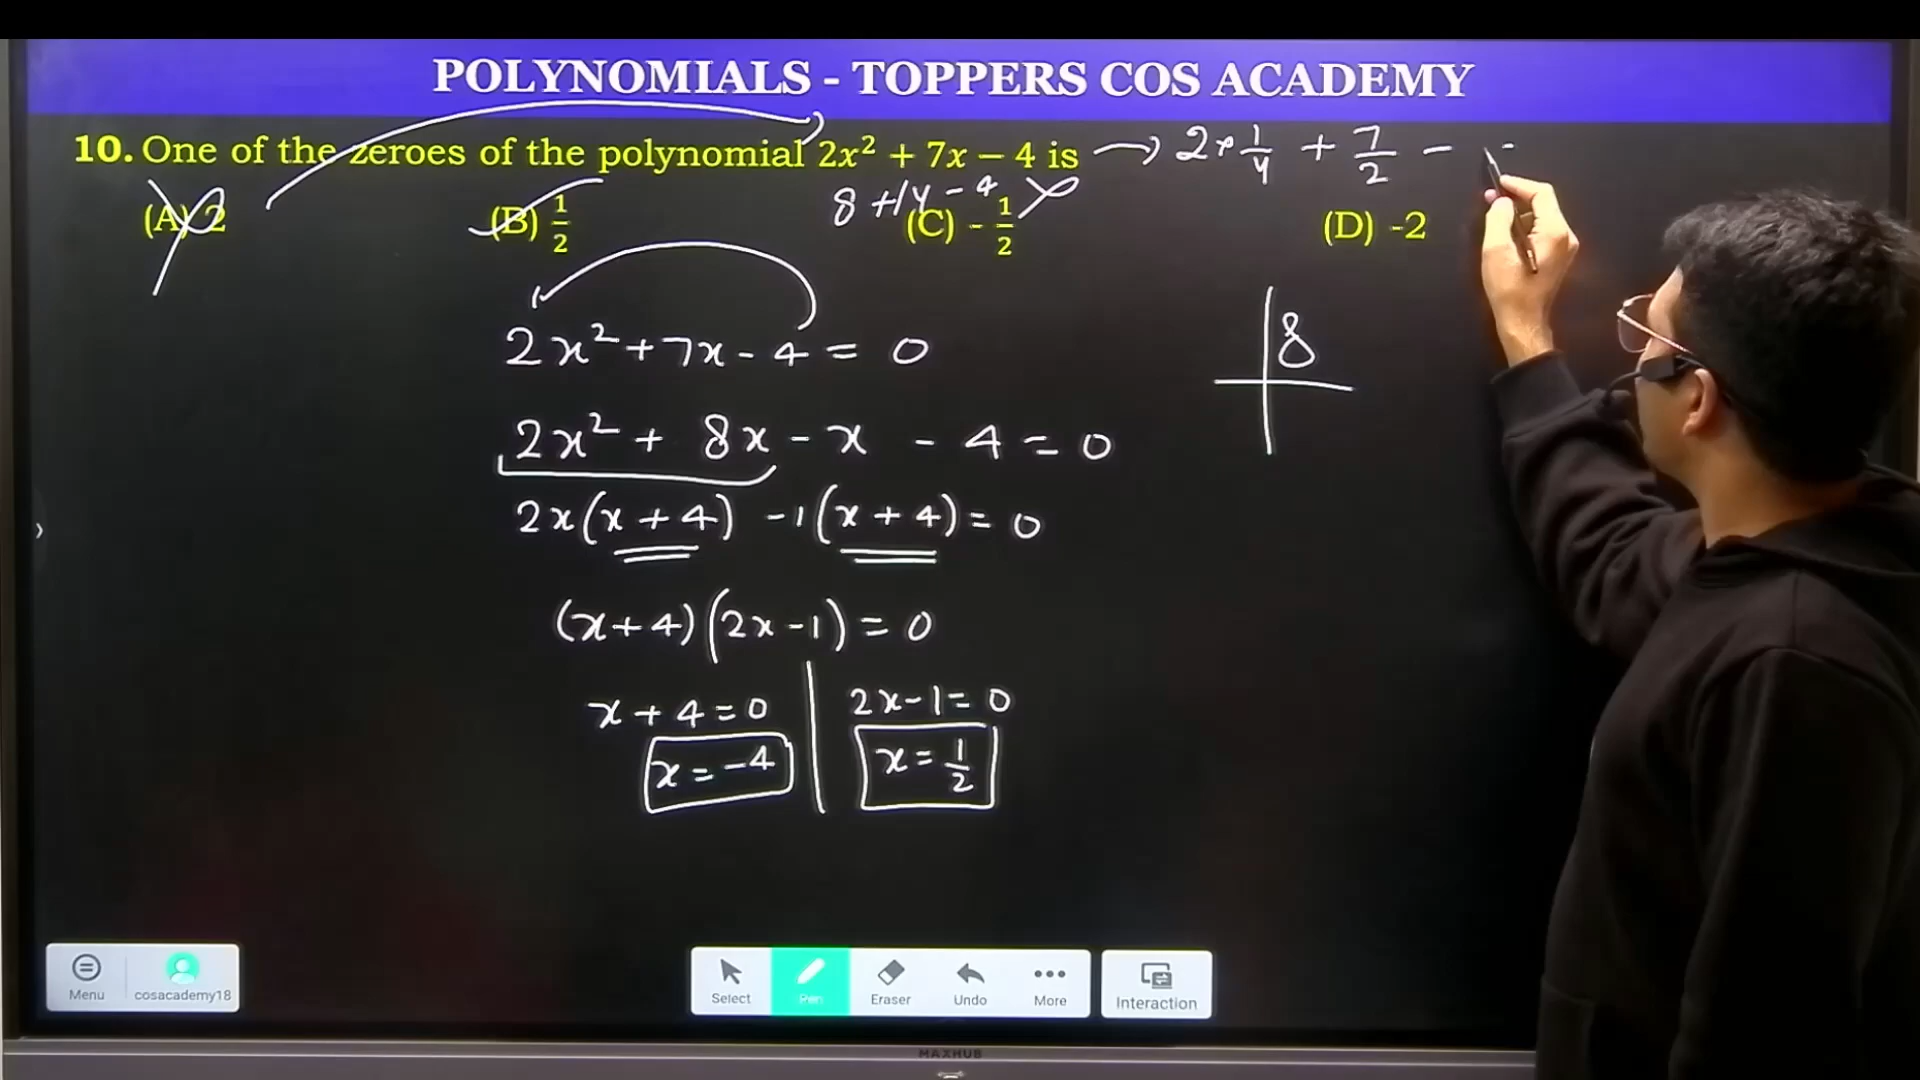 POLYNOMIALS - TOPPERS COS ACADEMY
10. One of the zeroes of the polynomial 2x² + 7x − 4 is → 2×1/4 + 7/2 −
8 + 14 − 4
(A) 2 (B) 1/2 (C) -1/2 (D) -2
2x² + 7x - 4 = 0
8
2x² + 8x - x - 4 = 0
2x(x + 4) -1(x + 4) = 0
(x + 4)(2x - 1) = 0
x + 4 = 0 2x - 1 = 0
x = -4 x = 1/2
Menu cosacademy18 Select Pen Eraser Undo More Interaction
MAXHUB